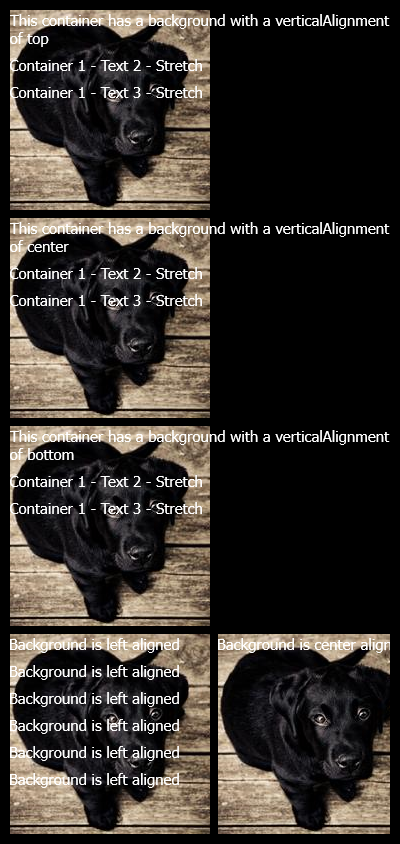 This container has a background with a verticalAlignment
of top
Container 1 - Text 2 - Stretch
Container 1 - Text 3 - Stretch
This container has a background with a verticalAlignment
of center
Container 1 - Text 2 - Stretch
Container 1 - Text 3 - Stretch
This container has a background with a verticalAlignment
of bottom
Container 1 - Text 2 - Stretch
Container 1 - Text 3 - Stretch
Background is left aligned
Background is left aligned
Background is left aligned
Background is left aligned
Background is left aligned
Background is left aligned
Background is center align